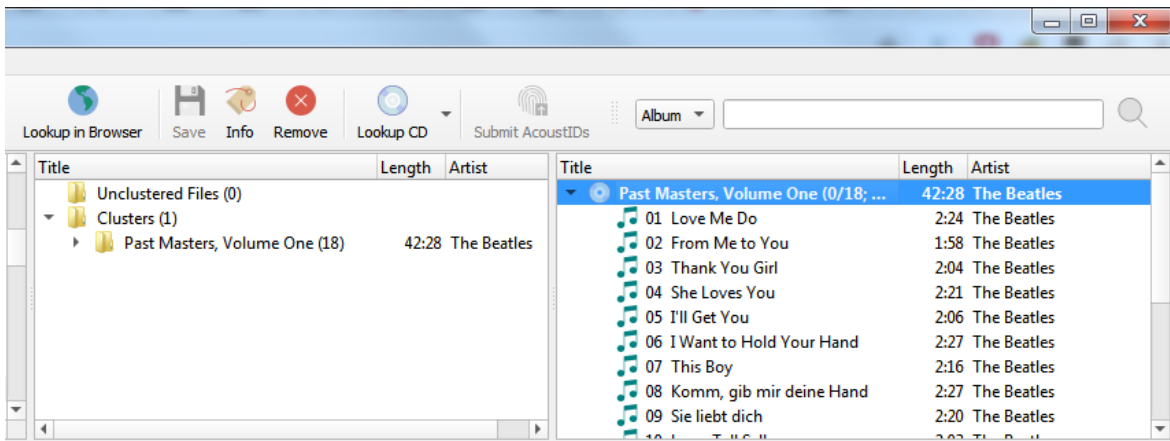 Lookup in Browser Save Info Remove Lookup CD Submit AcoustIDs Album
Title Length Artist
Unclustered Files (0)
Clusters (1)
Past Masters, Volume One (18) 42:28 The Beatles
Title Length Artist
Past Masters, Volume One (0/18; ... 42:28 The Beatles
01 Love Me Do 2:24 The Beatles
02 From Me to You 1:58 The Beatles
03 Thank You Girl 2:04 The Beatles
04 She Loves You 2:21 The Beatles
05 I'll Get You 2:06 The Beatles
06 I Want to Hold Your Hand 2:27 The Beatles
07 This Boy 2:16 The Beatles
08 Komm, gib mir deine Hand 2:27 The Beatles
09 Sie liebt dich 2:20 The Beatles